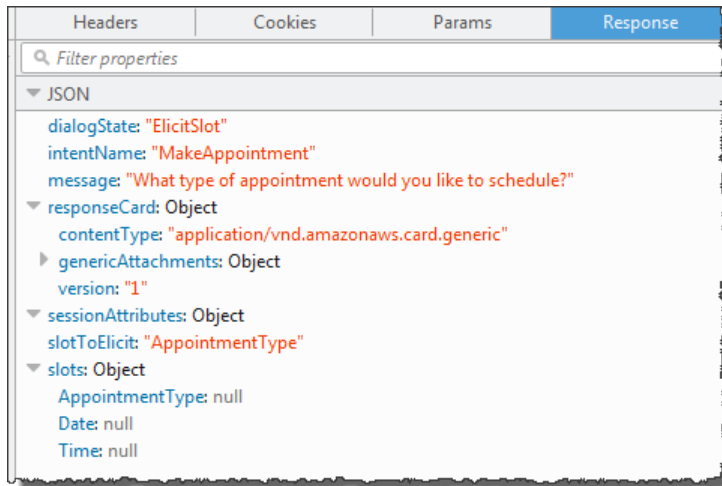 Headers Cookies Params Response
Filter properties
JSON
dialogState: "ElicitSlot"
intentName: "MakeAppointment"
message: "What type of appointment would you like to schedule?"
responseCard: Object
contentType: "application/vnd.amazonaws.card.generic"
genericAttachments: Object
version: "1"
sessionAttributes: Object
slotToElicit: "AppointmentType"
slots: Object
AppointmentType: null
Date: null
Time: null